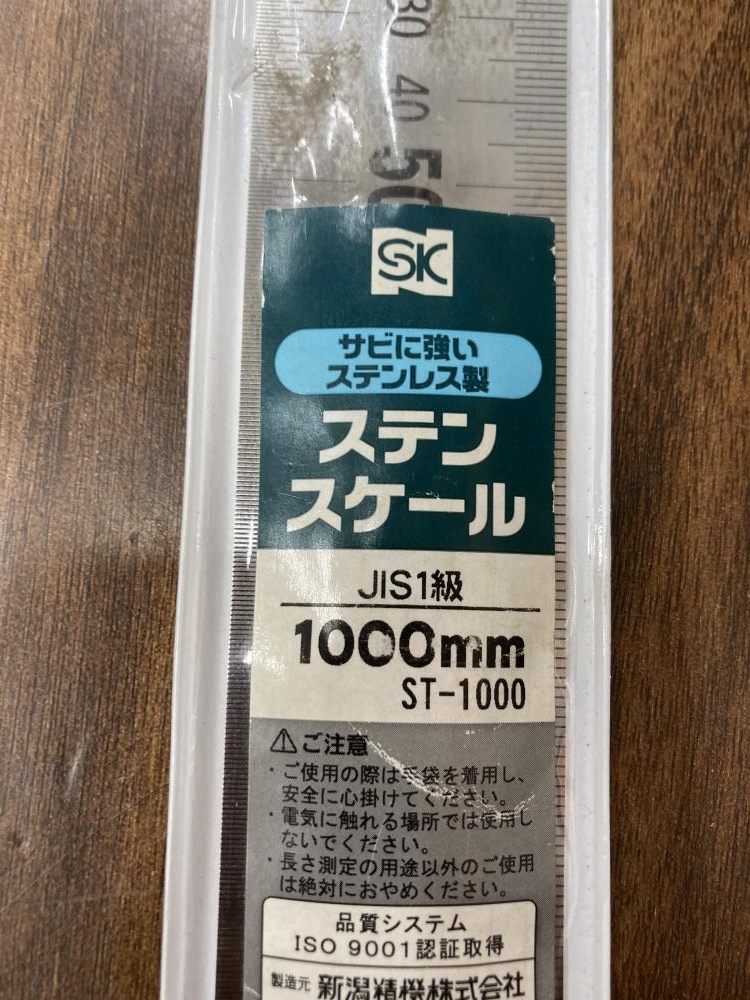 30
40
50
SK
サビに強い
ステンレス製
ステン
スケール
JIS1級
1000mm
ST-1000
⚠ご注意
・ご使用の際は手袋を着用し、
安全に心掛けてください。
・電気に触れる場所では使用し
ないでください。
・長さ測定の用途以外のご使用
は絶対におやめください。
品質システム
ISO 9001認証取得
製造元 新潟精機株式会社